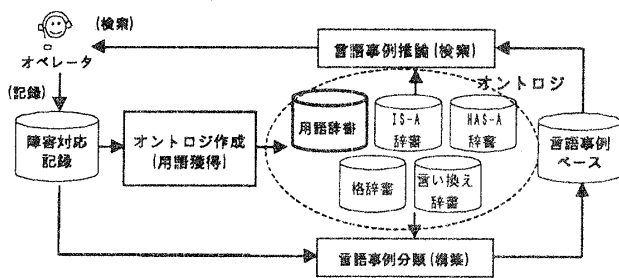 (検索)
オペレータ
(記録)
障害対応
記録
オントロジ作成
(用語獲得)
言語事例推論(検索)
オントロジ
用語辞書
IS-A
辞書
HAS-A
辞書
格辞書
言い換え
辞書
言語事例
ベース
言語事例分類(構築)